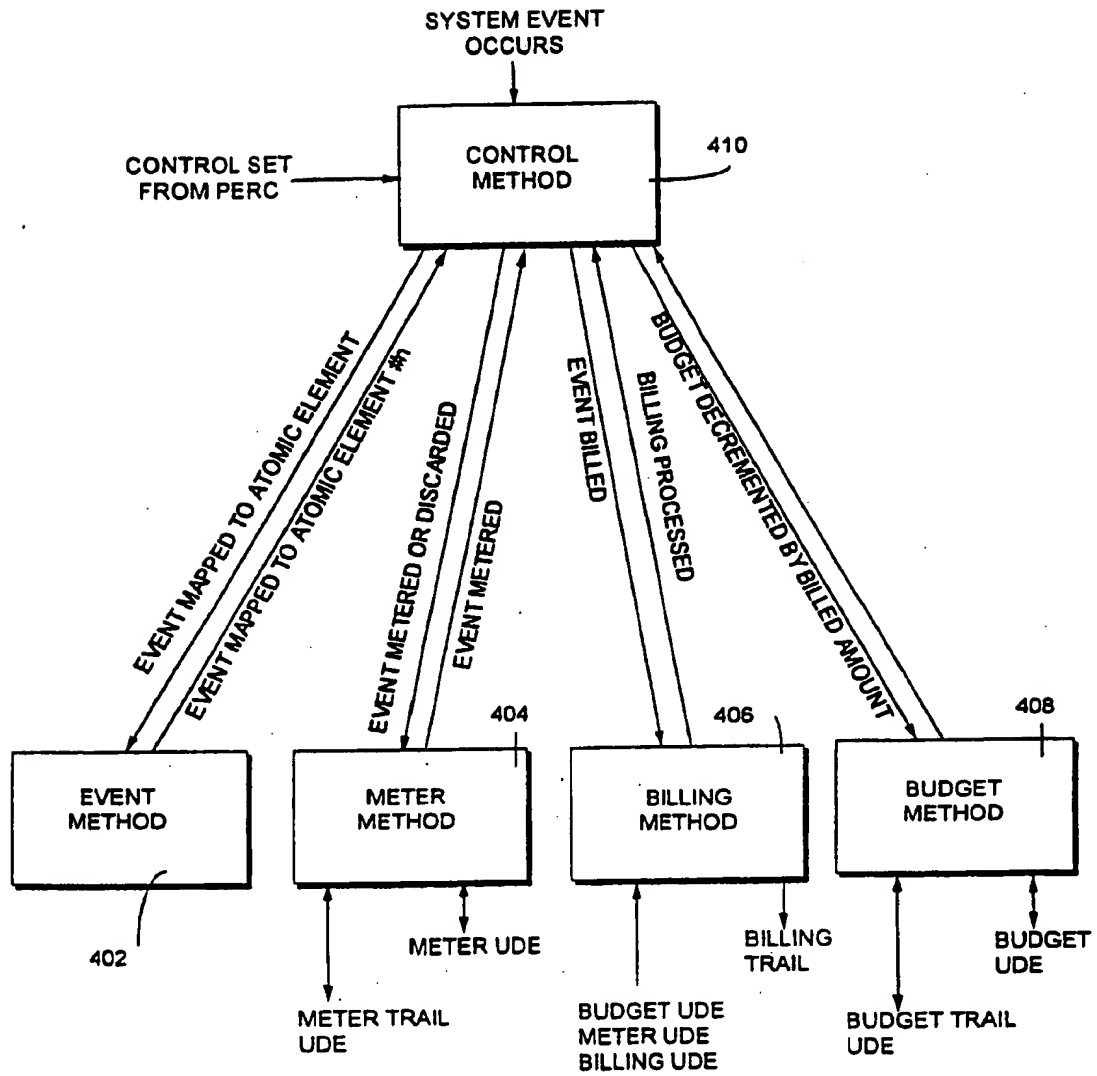 SYSTEM EVENT
OCCURS
CONTROL
METHOD
410
CONTROL SET
FROM PERC
EVENT MAPPED TO ATOMIC ELEMENT
EVENT MAPPED TO ATOMIC ELEMENT #n
EVENT METERED OR DISCARDED
EVENT METERED
EVENT BILLED
BILLING PROCESSED
BUDGET DECREMENTED BY BILLED AMOUNT
EVENT
METHOD
402
METER
METHOD
404
BILLING
METHOD
406
BUDGET
METHOD
408
METER TRAIL
UDE
METER UDE
BUDGET UDE
METER UDE
BILLING UDE
BILLING
TRAIL
BUDGET TRAIL
UDE
BUDGET
UDE